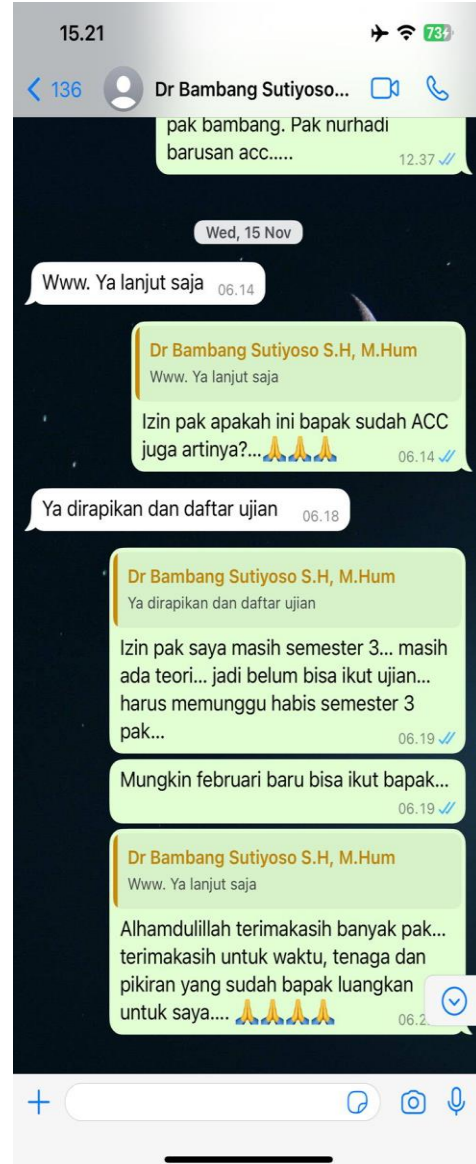 15.21
73
136
Dr Bambang Sutiyoso...
pak bambang. Pak nurhadi
barusan acc.....
12.37
Wed, 15 Nov
Www. Ya lanjut saja
06.14
Dr Bambang Sutiyoso S.H, M.Hum
Www. Ya lanjut saja
Izin pak apakah ini bapak sudah ACC
juga artinya?...🙏🙏🙏
06.14
Ya dirapikan dan daftar ujian
06.18
Dr Bambang Sutiyoso S.H, M.Hum
Ya dirapikan dan daftar ujian
Izin pak saya masih semester 3... masih
ada teori... jadi belum bisa ikut ujian...
harus memunggu habis semester 3
pak...
06.19
Mungkin februari baru bisa ikut bapak...
06.19
Dr Bambang Sutiyoso S.H, M.Hum
Www. Ya lanjut saja
Alhamdulillah terimakasih banyak pak...
terimakasih untuk waktu, tenaga dan
pikiran yang sudah bapak luangkan
untuk saya.... 🙏🙏🙏🙏